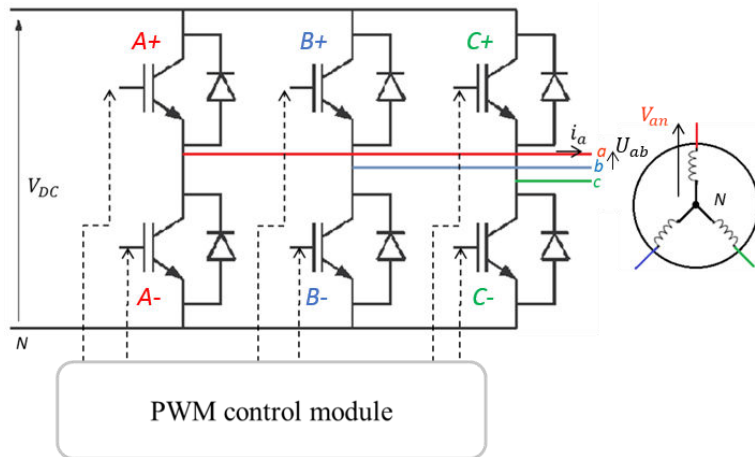 A+
B+
C+
V_an
i_a
a
U_ab
b
c
V_DC
N
A-
B-
C-
N
PWM control module